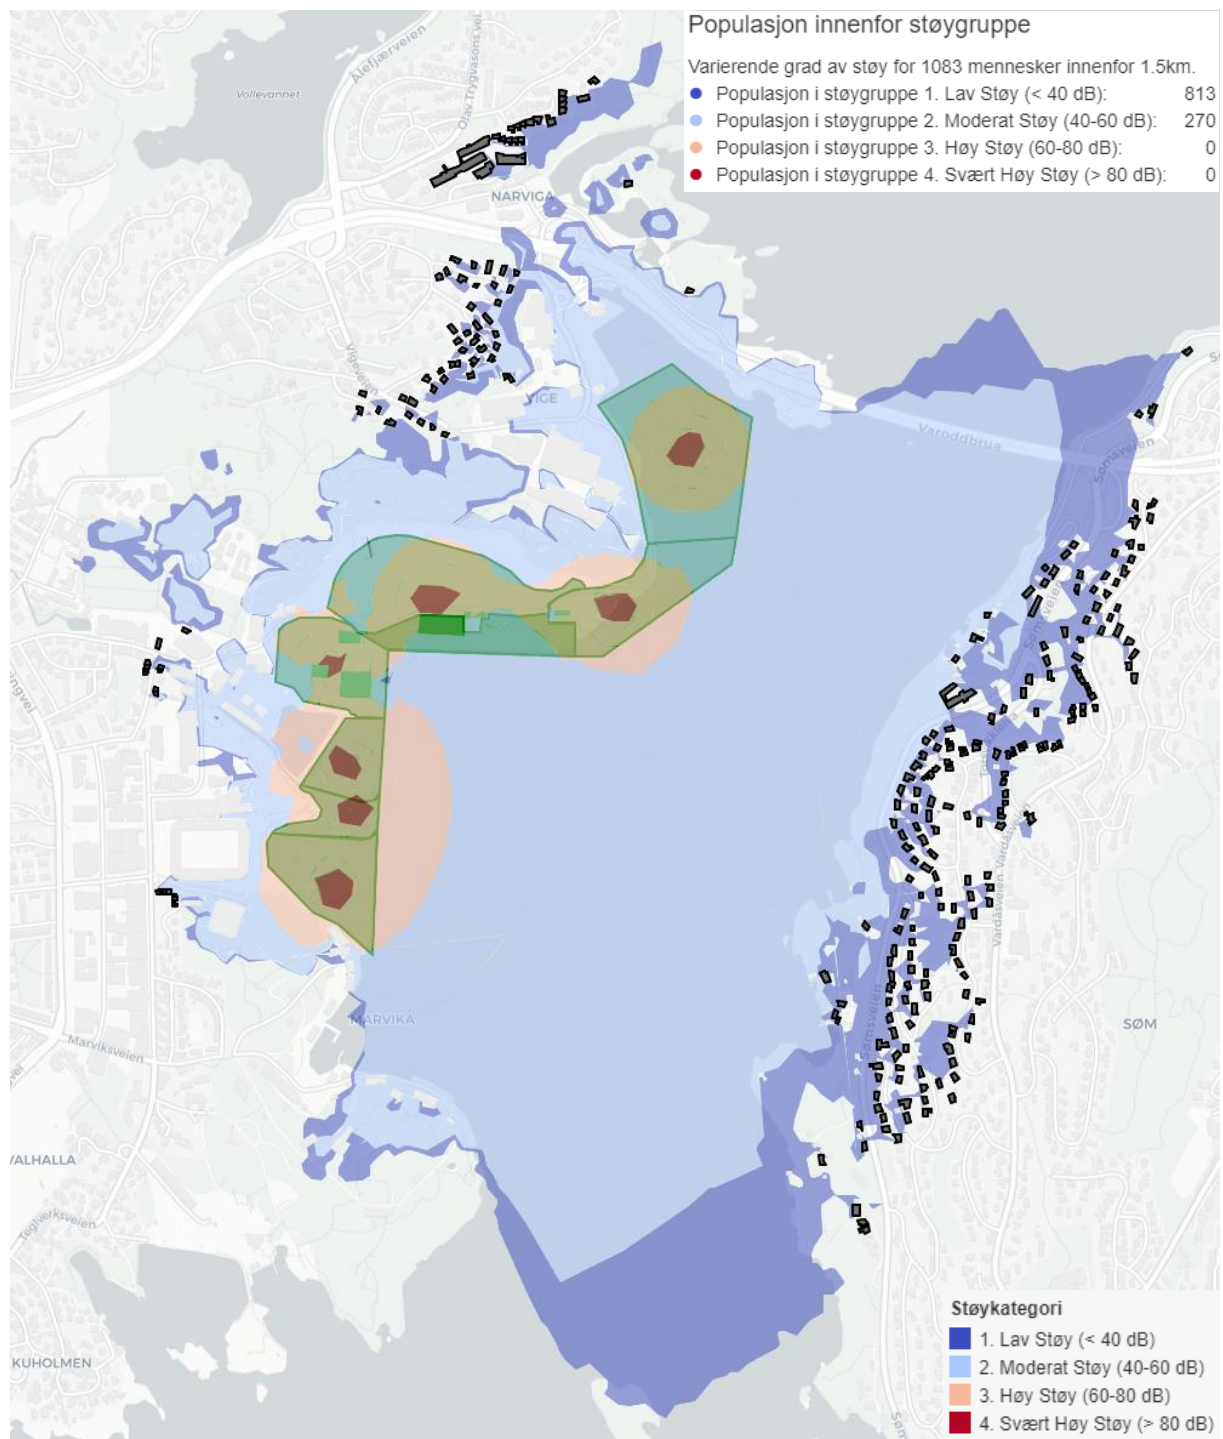 Populasjon innenfor støygruppe
Varierende grad av støy for 1083 mennesker innenfor 1.5km.
Populasjon i støygruppe 1. Lav Støy (< 40 dB): 813
Populasjon i støygruppe 2. Moderat Støy (40-60 dB): 270
Populasjon i støygruppe 3. Høy Støy (60-80 dB): 0
Populasjon i støygruppe 4. Svært Høy Støy (> 80 dB): 0
Ålefjærveien
Olav Trygvasons vei
Vollevannet
NARVIGA
Vigeveien
VIGE
Varoddbrua
Sømsveien
Sømsveien
Vardåsveien
Vardåsveien
Sømsveien
MARVIKA
SØM
Marviksveien
VALHALLA
Teglverksveien
KUHOLMEN
Støykategori
1. Lav Støy (< 40 dB)
2. Moderat Støy (40-60 dB)
3. Høy Støy (60-80 dB)
4. Svært Høy Støy (> 80 dB)